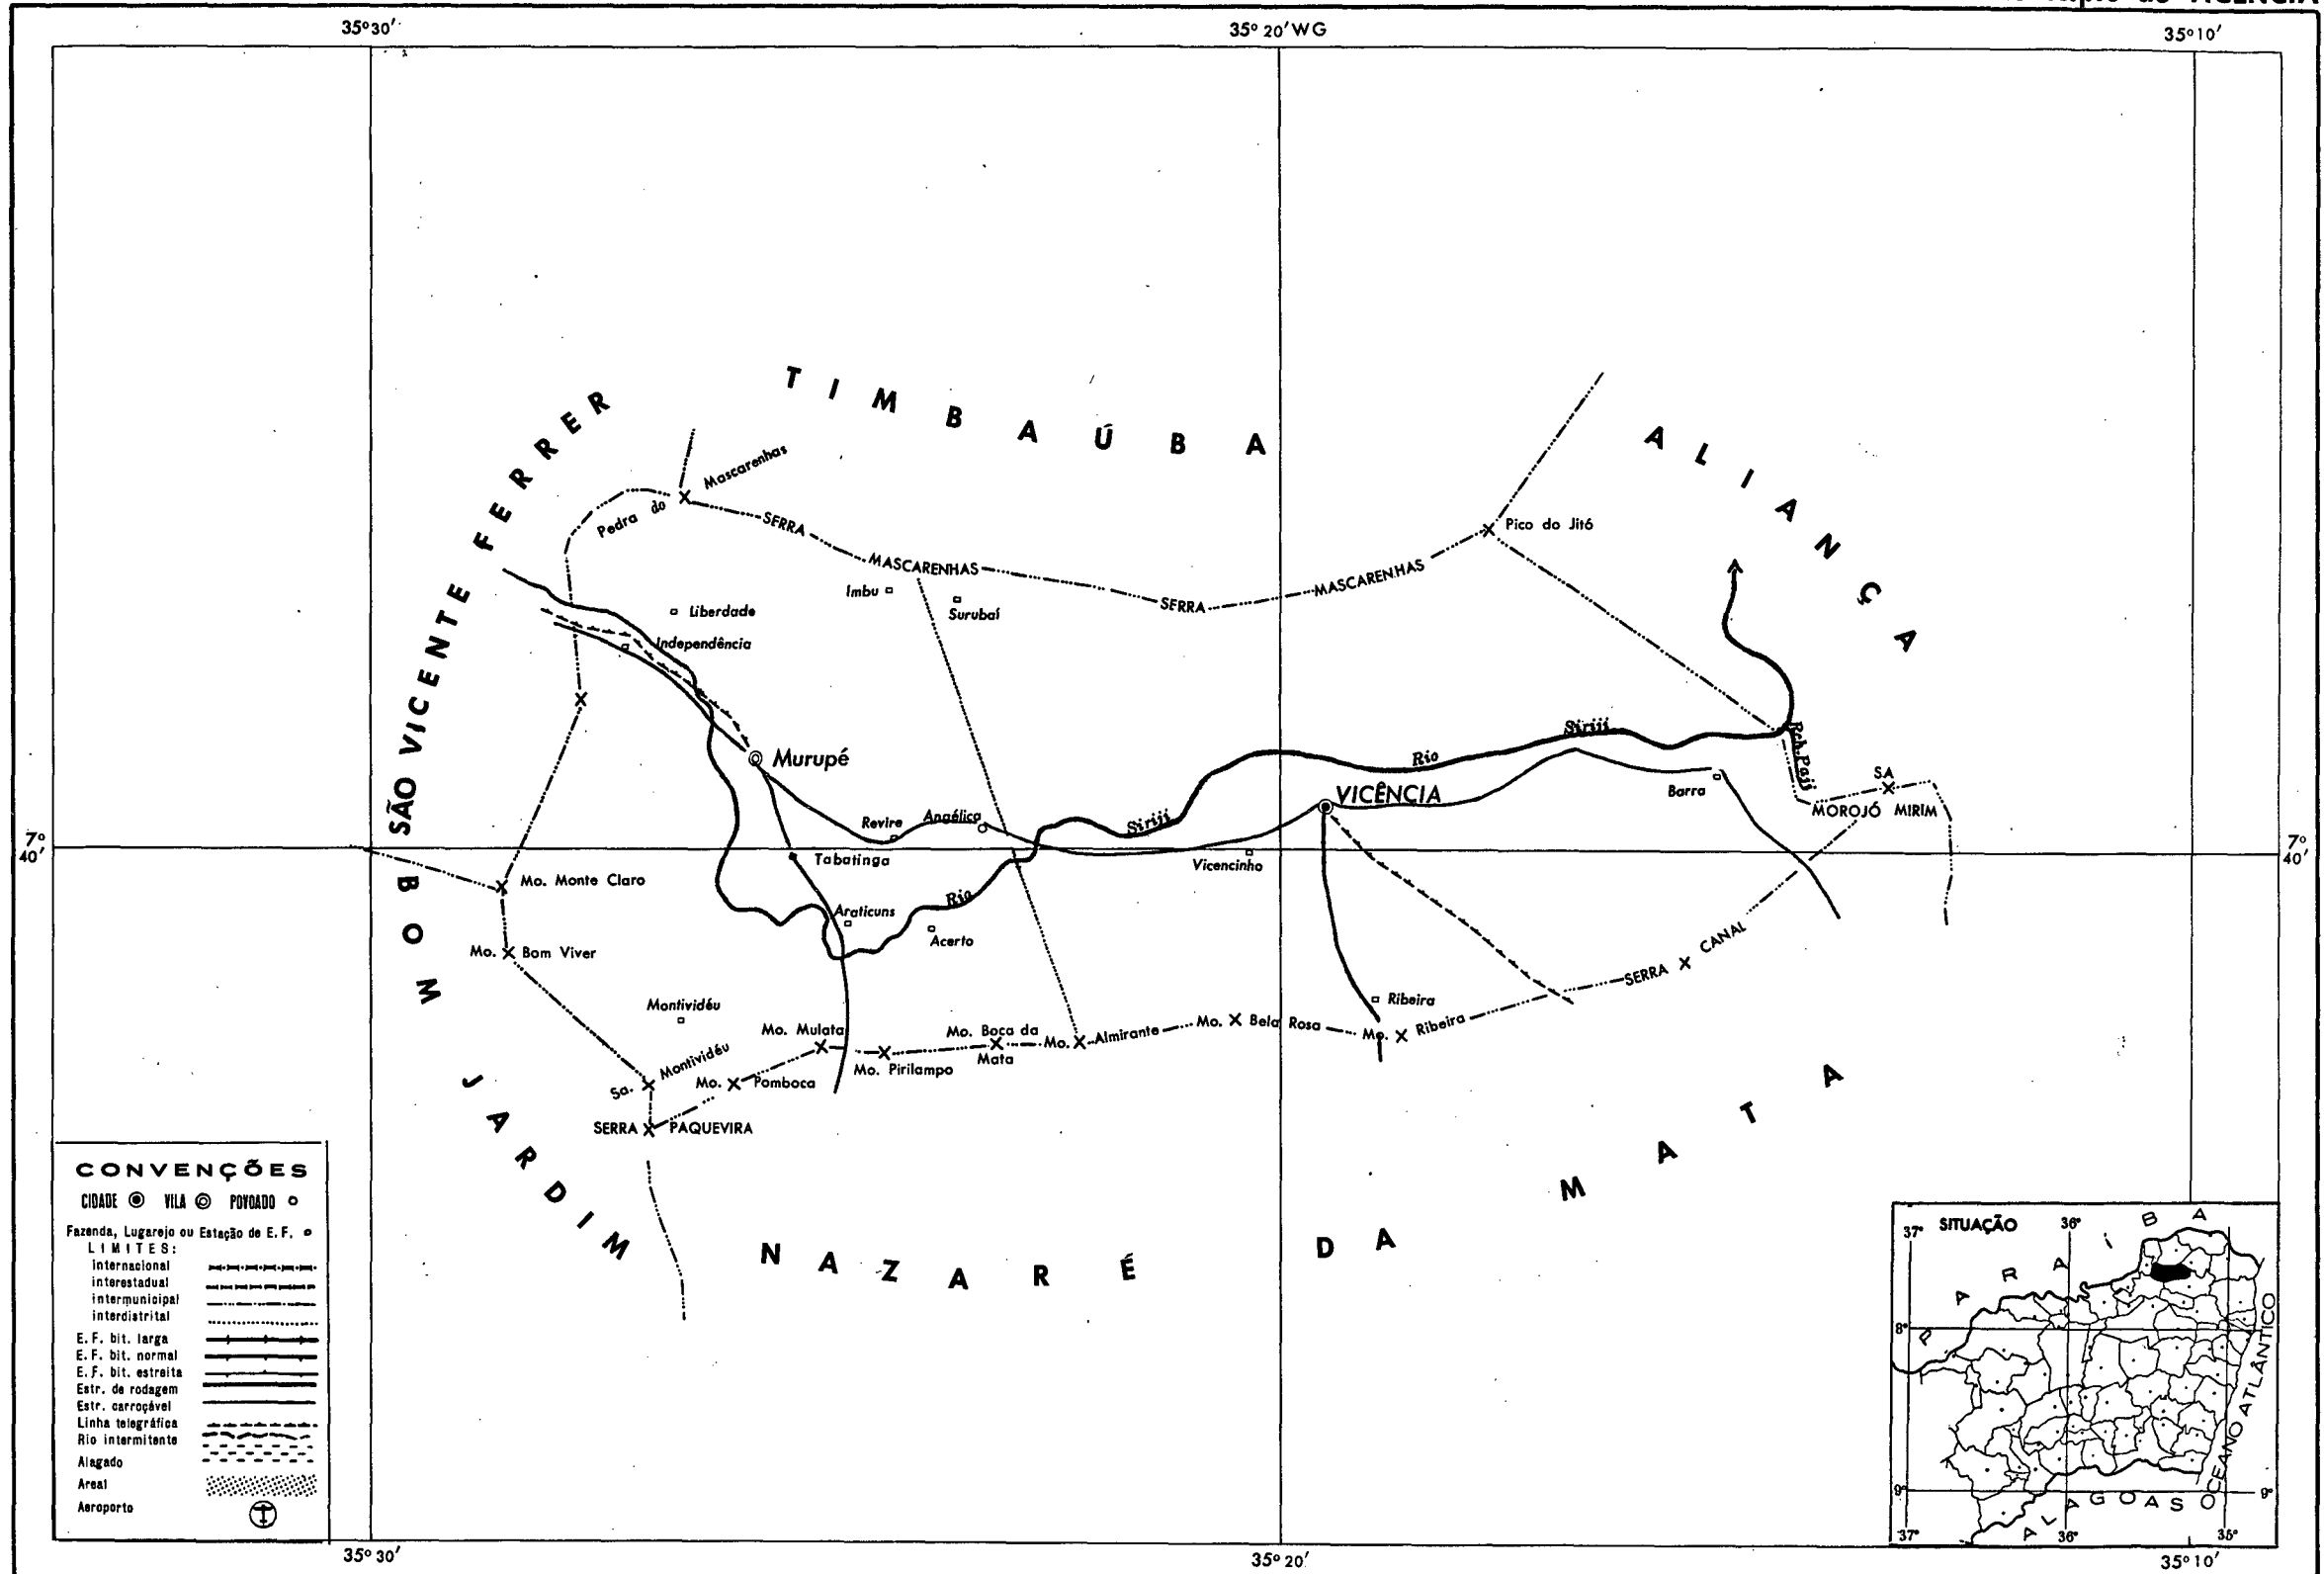 VICÊNCIA
35°30'
35°20'WG
35°10'
TIMBAÚBA
ALIANÇA
SÃO VICENTE FERRER
Pedra do Mascarenhas
SERRA
MASCARENHAS
SERRA
MASCARENHAS
Pico do Jitó
Imbu
Surubaí
Liberdade
Independência
Murupé
Siriji
Rio
Rch. Pais
SA
MOROJÓ MIRIM
Barra
VICÊNCIA
Revire
Angélica
Siriji
7°
40'
7°
40'
Tabatinga
Vicencinho
Mo. Monte Claro
Araticuns
Rio
Acerto
Mo. Bom Viver
SERRA
CANAL
Montividéu
Ribeira
Mo. Mulata
Mo. Boca da
Mata
Mo. Almirante
Mo. Bela Rosa
Mo. Ribeira
Mo. Pirilampo
Sa. Montividéu
Mo. Pomboca
SERRA PAQUEVIRA
BOM JARDIM
NAZARÉ DA MATA
CONVENÇÕES
CIDADE VILA POVOADO
Fazenda, Lugarejo ou Estação de E.F.
LIMITES:
internacional
interestadual
intermunicipal
interdistrital
E.F. bit. larga
E.F. bit. normal
E.F. bit. estreita
Estr. de rodagem
Estr. carroçável
Linha telegráfica
Rio intermitente
Alagado
Areal
Aeroporto
SITUAÇÃO
37°
36°
PARAÍBA
8°
9°
9°
OCEANO ATLÂNTICO
ALAGOAS
37°
36°
35°
35°30'
35°20'
35°10'